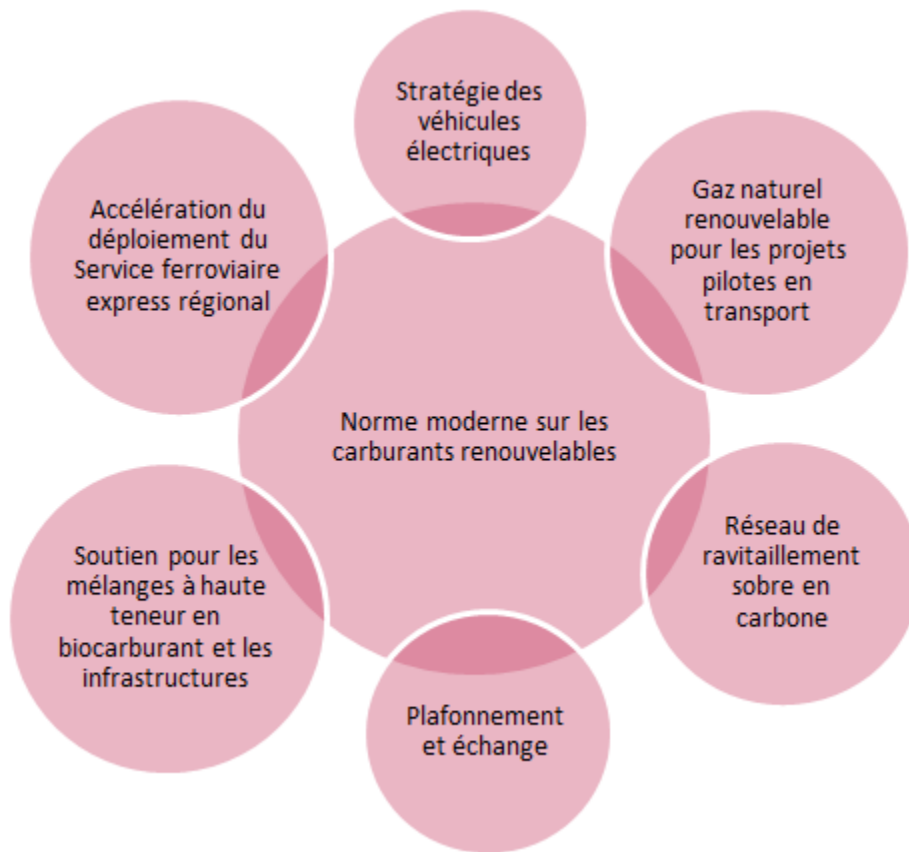 Stratégie des
véhicules
électriques
Gaz naturel
renouvelable
pour les projets
pilotes en
transport
Réseau de
ravitaillement
sobre en
carbone
Plafonnement
et échange
Soutien pour les
mélanges à haute
teneur en
biocarburant et les
infrastructures
Accélération du
déploiement du
Service ferroviaire
express régional
Norme moderne sur les
carburants renouvelables